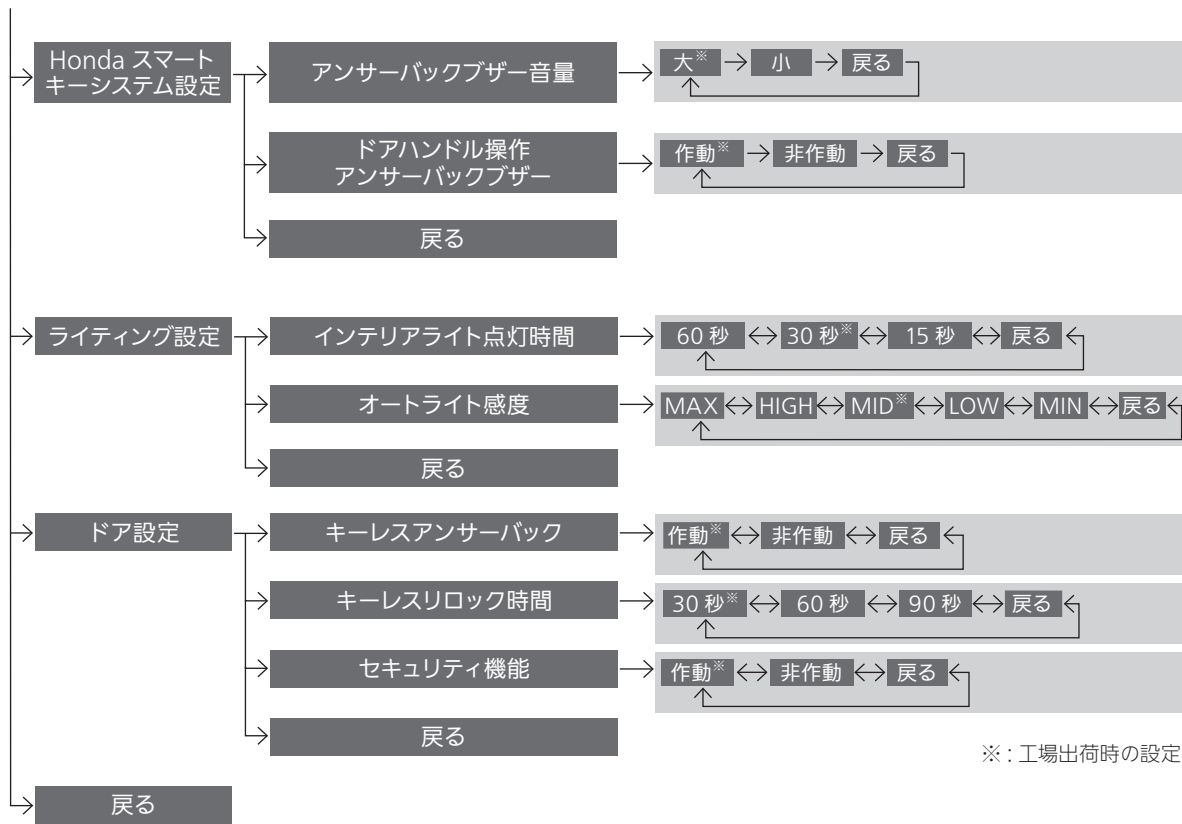 Honda スマート
キーシステム設定
アンサーバックブザー音量
大※ → 小 → 戻る
ドアハンドル操作
アンサーバックブザー
作動※ → 非作動 → 戻る
戻る
ライティング設定
インテリアライト点灯時間
60 秒 ↔ 30 秒※ ↔ 15 秒 ↔ 戻る
オートライト感度
MAX ↔ HIGH ↔ MID※ ↔ LOW ↔ MIN ↔ 戻る
戻る
ドア設定
キーレスアンサーバック
作動※ ↔ 非作動 ↔ 戻る
キーレスリロック時間
30 秒※ ↔ 60 秒 ↔ 90 秒 ↔ 戻る
セキュリティ機能
作動※ ↔ 非作動 ↔ 戻る
戻る
※ : 工場出荷時の設定
戻る